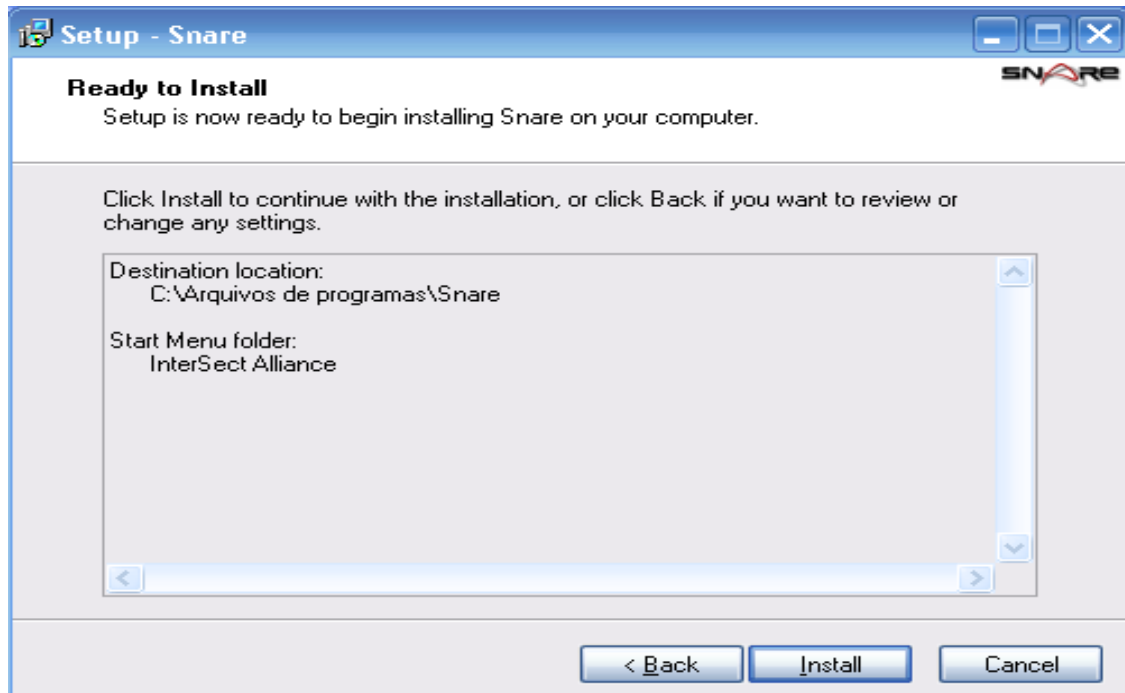 Setup - Snare
SNARE
Ready to Install
Setup is now ready to begin installing Snare on your computer.
Click Install to continue with the installation, or click Back if you want to review or
change any settings.
Destination location:
C:\Arquivos de programas\Snare
Start Menu folder:
InterSect Alliance
< Back
Install
Cancel